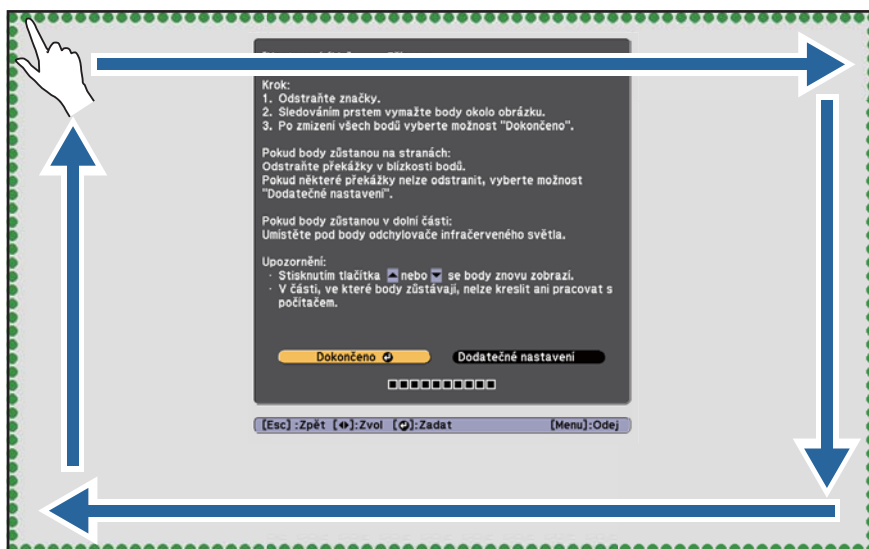 Krok:
1. Odstraňte značky.
2. Sledováním prstem vymažte body okolo obrázku.
3. Po zmizení všech bodů vyberte možnost "Dokončeno".
Pokud body zůstanou na stranách:
Odstraňte překážky v blízkosti bodů.
Pokud některé překážky nelze odstranit, vyberte možnost
"Dodatečné nastavení".
Pokud body zůstanou v dolní části:
Umístěte pod body odchylovače infračerveného světla.
Upozornění:
· Stisknutím tlačítka ▲ nebo ▼ se body znovu zobrazí.
· V části, ve které body zůstávají, nelze kreslit ani pracovat s
počítačem.
Dokončeno Dodatečné nastavení
[Esc] :Zpět [◀▶]:Zvol [⏎]:Zadat [Menu]:Odej